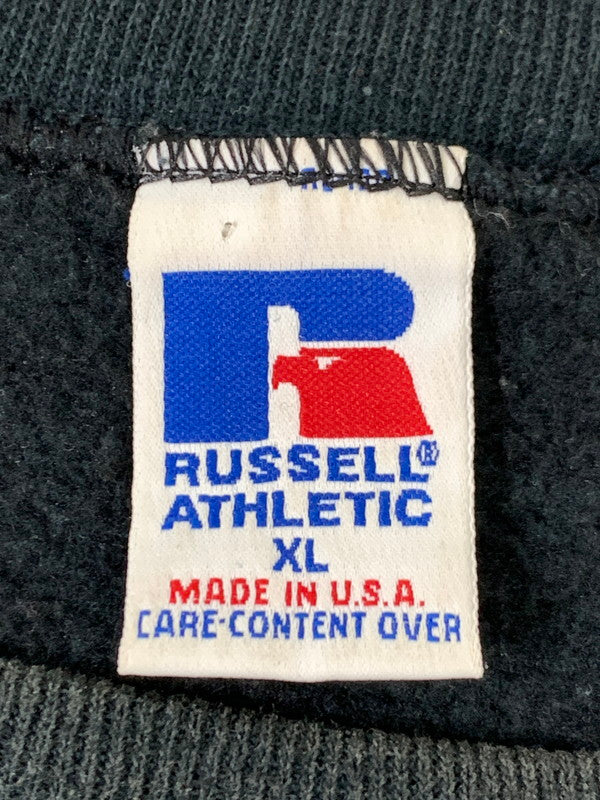 RUSSELL®
ATHLETIC
XL
MADE IN U.S.A.
CARE-CONTENT OVER